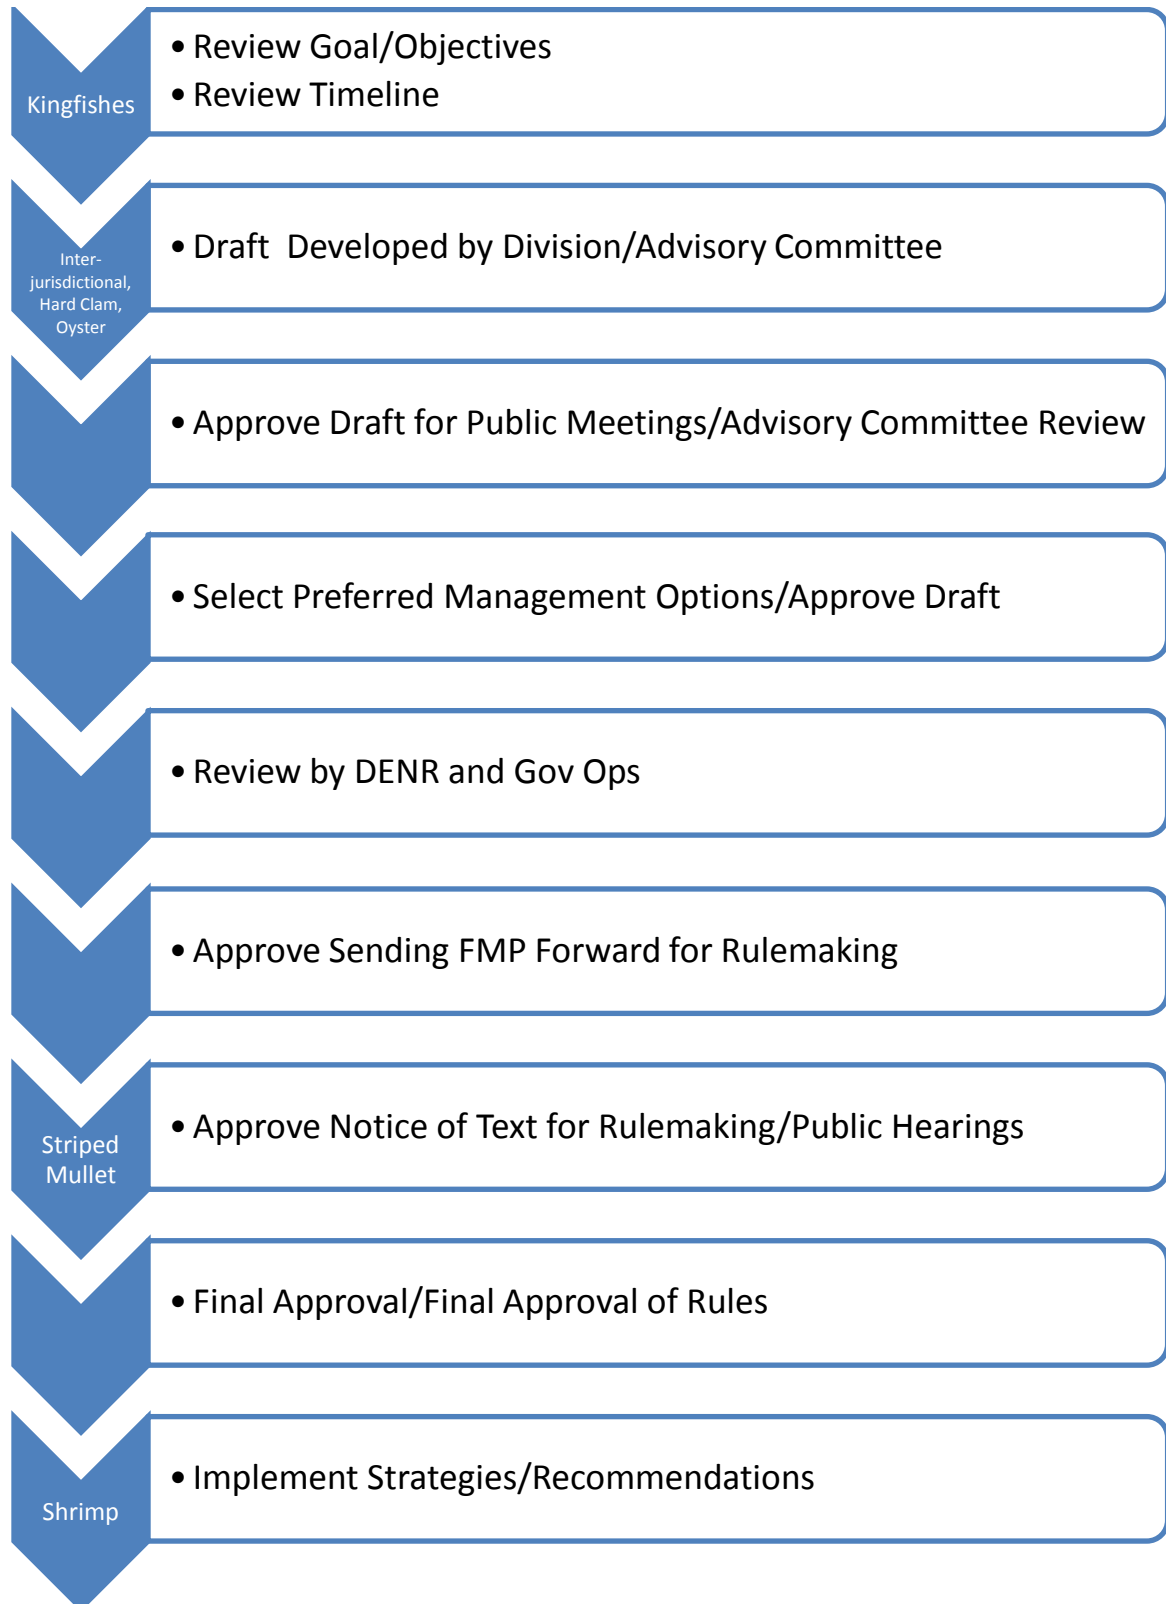 • Review Goal/Objectives
• Review Timeline
Kingfishes
• Draft  Developed by Division/Advisory Committee
Inter-
jurisdictional,
Hard Clam,
Oyster
• Approve Draft for Public Meetings/Advisory Committee Review
• Select Preferred Management Options/Approve Draft
• Review by DENR and Gov Ops
• Approve Sending FMP Forward for Rulemaking
• Approve Notice of Text for Rulemaking/Public Hearings
Striped
Mullet
• Final Approval/Final Approval of Rules
• Implement Strategies/Recommendations
Shrimp